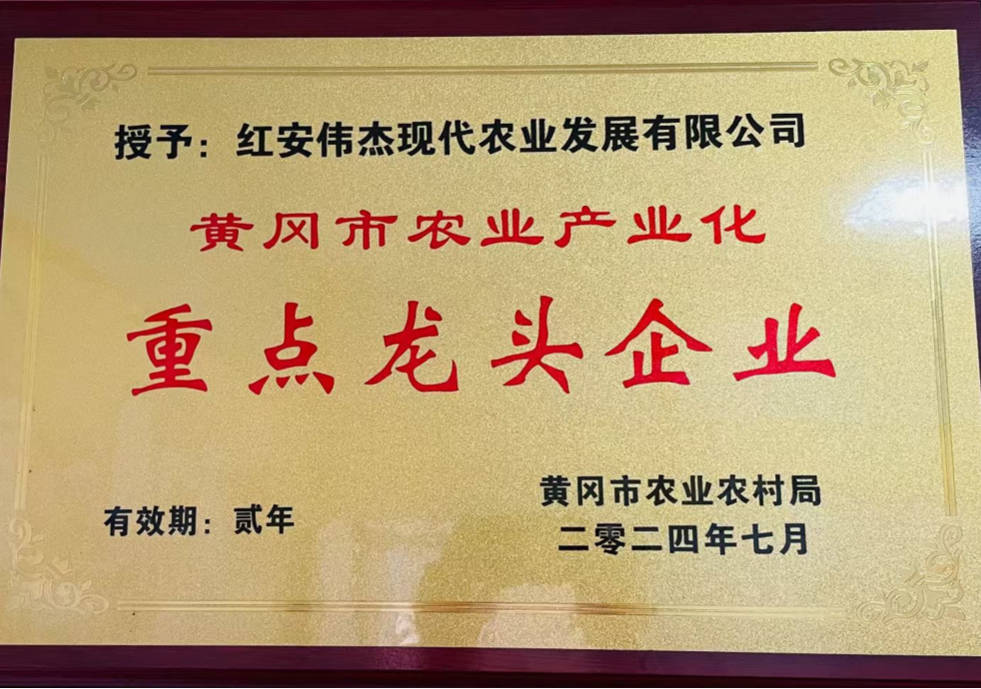 授予：红安伟杰现代农业发展有限公司
黄冈市农业产业化
重点龙头企业
有效期：贰年
黄冈市农业农村局
二零二四年七月